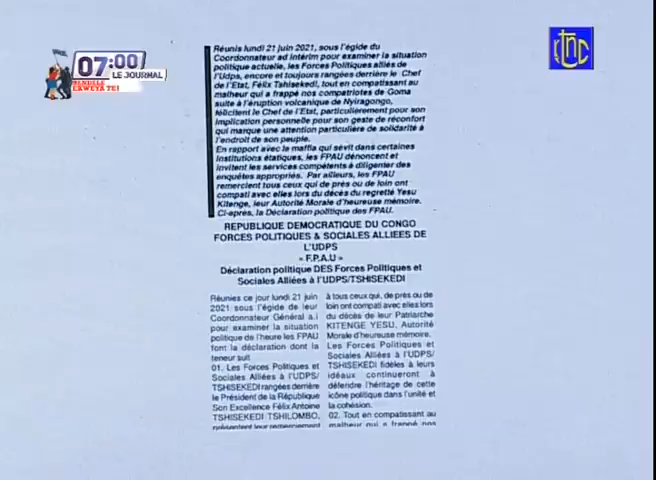 07:00
LE JOURNAL
BENDELE
EKWEYA TE!
Réunis lundi 21 juin 2021, sous l'égide du
Coordonnateur ad intérim pour examiner la situation
politique actuelle, les Forces Politiques alliés de
l'Udps, encore et toujours rangées derrière le Chef
de l'Etat, Félix Tshisekedi, tout en compatissant au
malheur qui a frappé nos compatriotes de Goma
suite à l'éruption volcanique de Nyiragongo,
félicitent le Chef de l'Etat, particulièrement pour son
implication personnelle pour son geste de réconfort
qui marque une attention particulière de solidarité à
l'endroit de son peuple.
En rapport avec la maffia qui sévit dans certaines
Institutions étatiques, les FPAU dénoncent et
invitent les services compétents à diligenter des
enquêtes appropriés. Par ailleurs, les FPAU
remercient tous ceux qui de près ou de loin ont
compati avec elles lors du décès du regretté Yesu
Kitenge, leur Autorité Morale d'heureuse mémoire.
Ci-après, la Déclaration politique des FPAU.
REPUBLIQUE DEMOCRATIQUE DU CONGO
FORCES POLITIQUES & SOCIALES ALLIEES DE
L'UDPS
« F.P.A.U »
Déclaration politique DES Forces Politiques et
Sociales Alliées à l'UDPS/TSHISEKEDI
Réunies ce jour lundi 21 juin
2021 sous l'égide de leur
Coordonnateur Général a.i
pour examiner la situation
politique de l'heure les FPAU
font la déclaration dont la
teneur suit
01. Les Forces Politiques et
Sociales Alliées à l'UDPS/
TSHISEKEDI rangées derrière
le Président de la République
Son Excellence Félix Antoine
TSHISEKEDI TSHILOMBO,
présentent leur remerciement
à tous ceux qui, de près ou de
loin ont compati avec elles lors
du décès de leur Patriarche
KITENGE YESU, Autorité
Morale d'heureuse mémoire.
Les Forces Politiques et
Sociales Alliées à l'UDPS/
TSHISEKEDI fidèles à leurs
idéaux continueront à
défendre l'héritage de cette
icône politique dans l'unité et
la cohésion.
02. Tout en compatissant au
malheur qui a frappé nos
rtnc